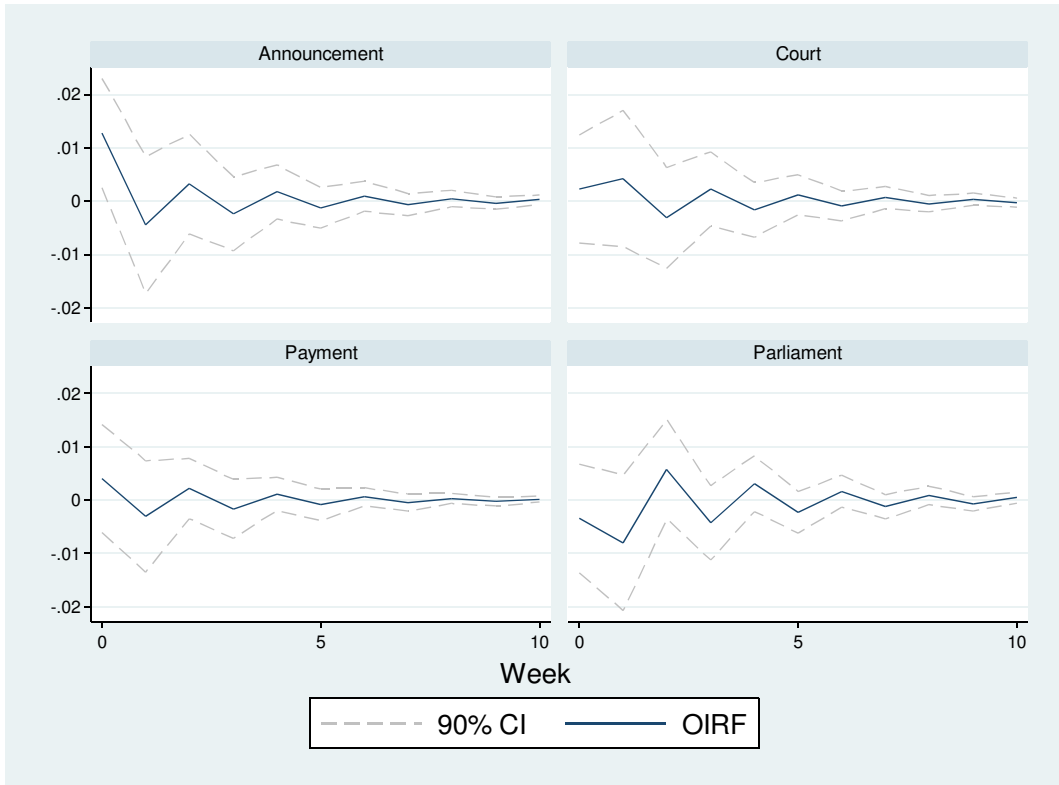 Announcement
Court
.02
.01
0
-.01
-.02
Payment
Parliament
.02
.01
0
-.01
-.02
0 5 10 0 5 10
Week
90% CI OIRF